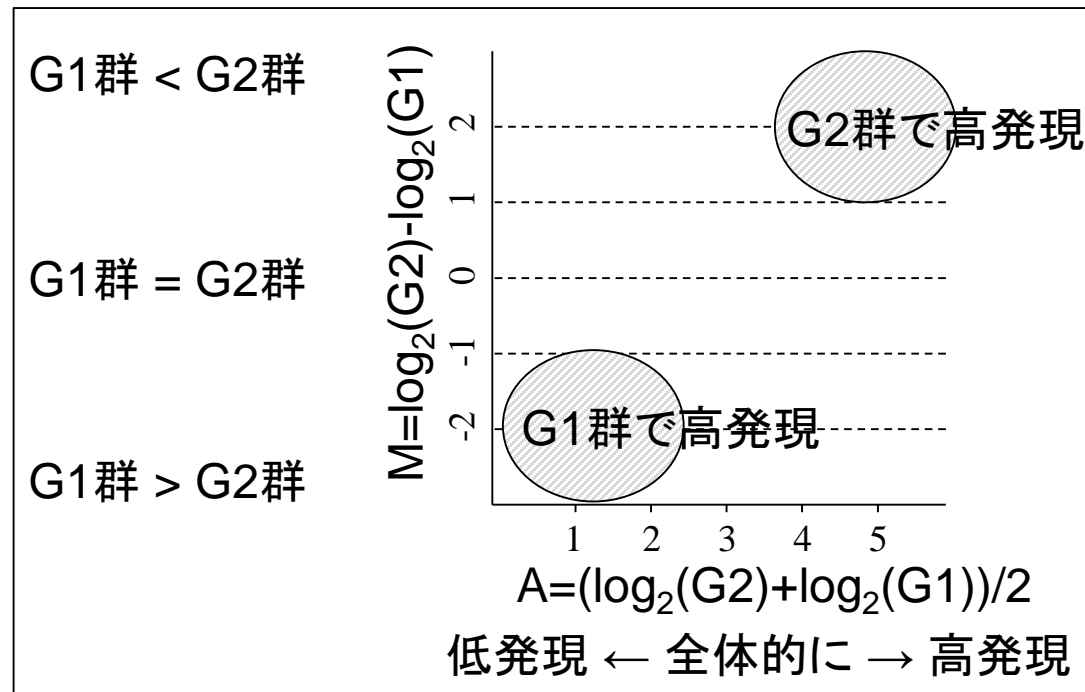 G1群 < G2群
G1群 = G2群
G1群 > G2群
M=log₂(G2)-log₂(G1)
2
1
0
-1
-2
G2群で高発現
G1群で高発現
1 2 3 4 5
A=(log₂(G2)+log₂(G1))/2
低発現 ← 全体的に → 高発現